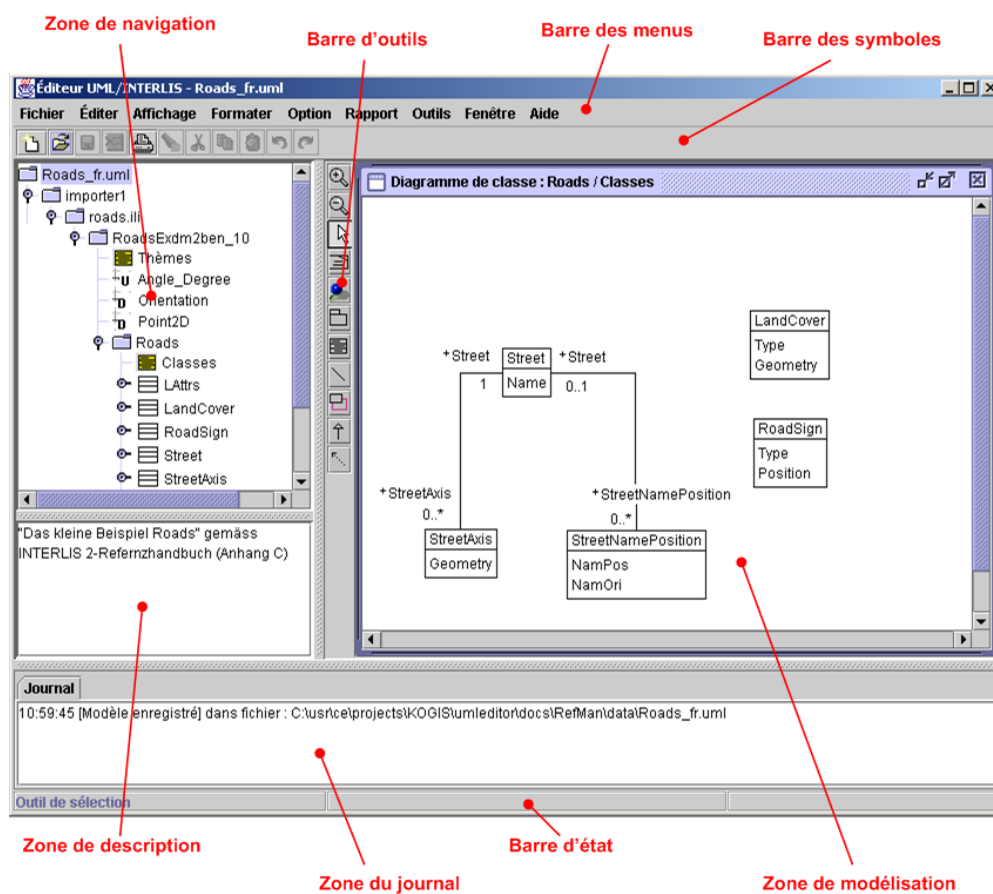 Zone de navigation
Barre d'outils
Barre des menus
Barre des symboles
Éditeur UML/INTERLIS - Roads_fr.uml
Fichier Éditer Affichage Formater Option Rapport Outils Fenêtre Aide
Roads_fr.uml
importer1
roads.ili
RoadsExdm2ben_10
Thèmes
Angle_Degree
Orientation
Point2D
Roads
Classes
LAttrs
LandCover
RoadSign
Street
StreetAxis
"Das kleine Beispiel Roads" gemäss
INTERLIS 2-Refernzhandbuch (Anhang C)
Diagramme de classe : Roads / Classes
LandCover
Type
Geometry
+Street
Street
+Street
1
Name
0..1
RoadSign
Type
Position
+StreetAxis
0..*
+StreetNamePosition
0..*
StreetAxis
Geometry
StreetNamePosition
NamPos
NamOri
Journal
10:59:45 [Modèle enregistré] dans fichier : C:\usr\ce\projects\KOGIS\umleditor\docs\RefMan\data\Roads_fr.uml
Outil de sélection
Zone de description
Barre d'état
Zone du journal
Zone de modélisation